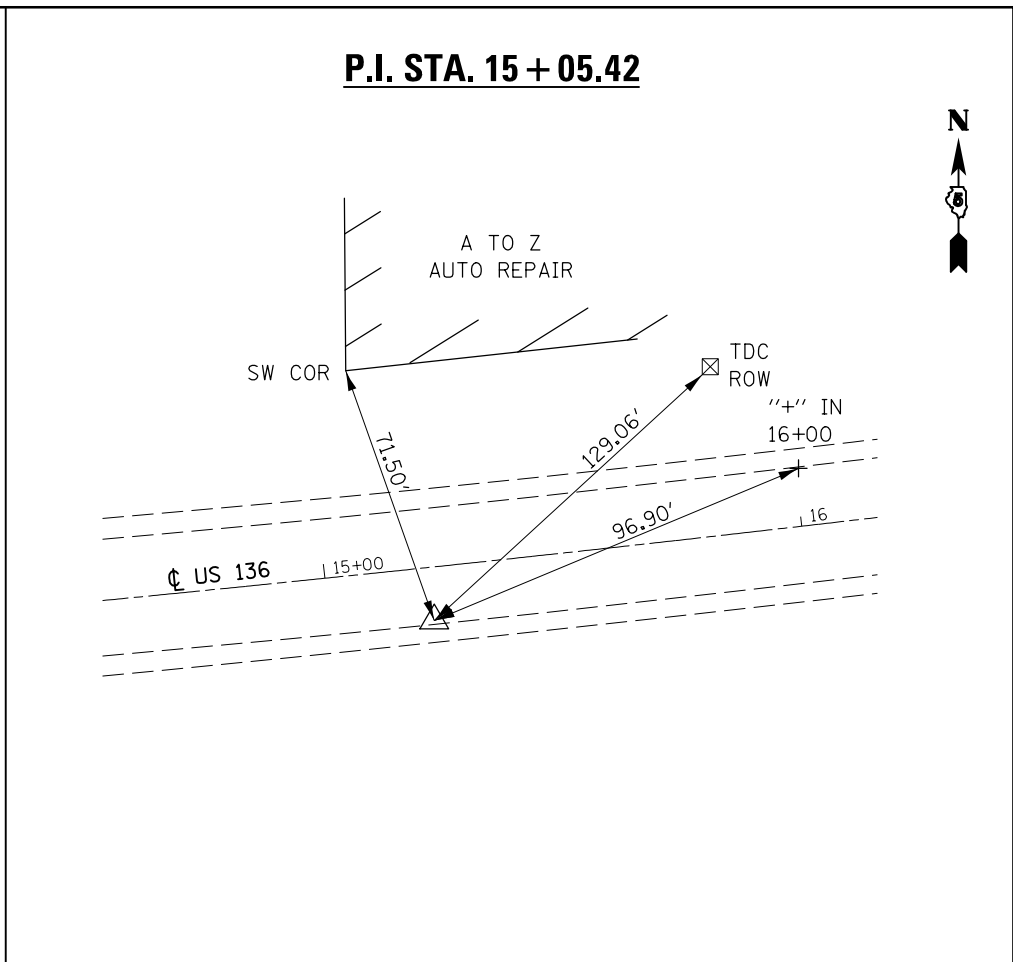 P.I. STA. 15+05.42
N
5
A TO Z
AUTO REPAIR
SW COR
TDC
ROW
"+" IN
16+00
71.50'
129.06'
96.90'
16
15+00
℄ US 136